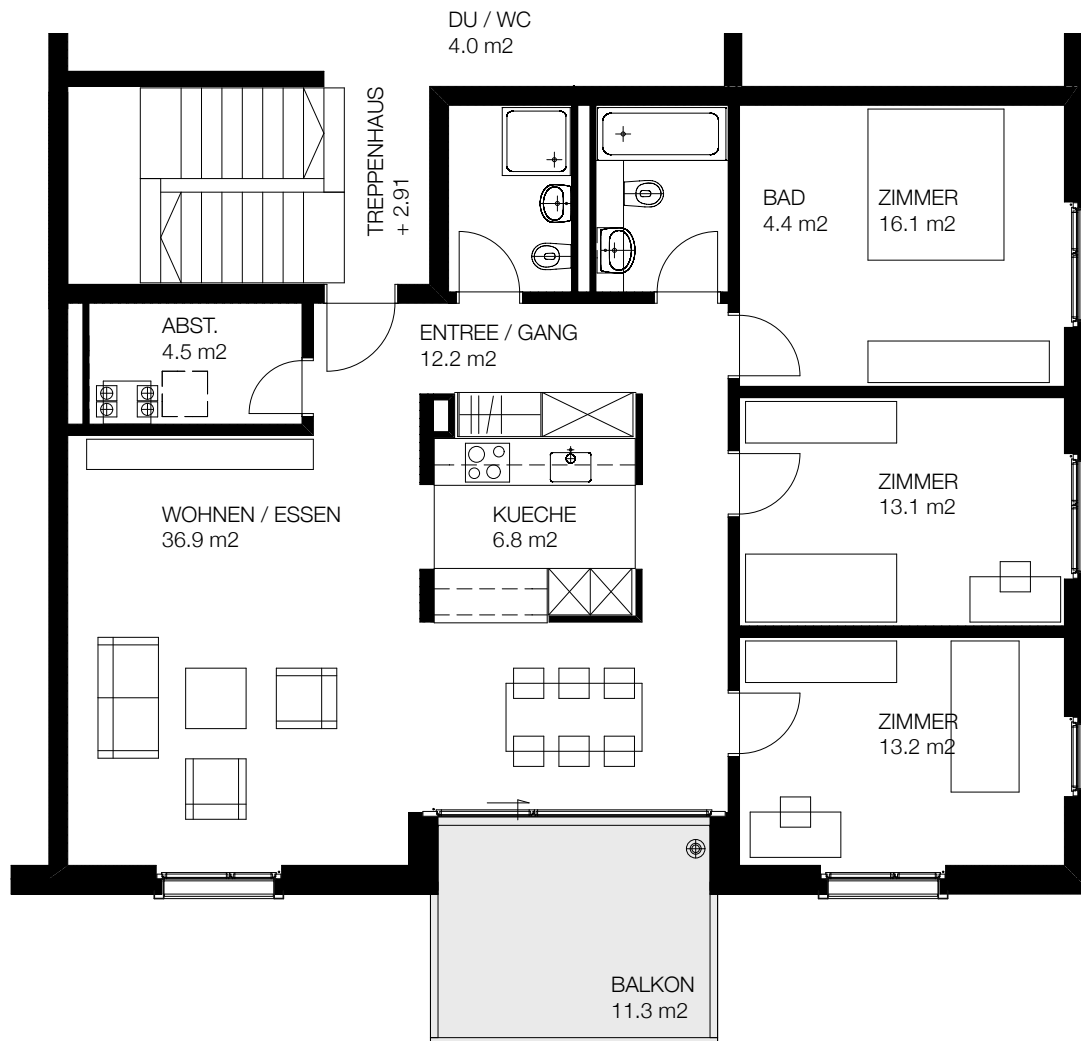 DU / WC
4.0 m2
TREPPENHAUS
+ 2.91
BAD
4.4 m2
ZIMMER
16.1 m2
ABST.
4.5 m2
ENTREE / GANG
12.2 m2
ZIMMER
13.1 m2
WOHNEN / ESSEN
36.9 m2
KUECHE
6.8 m2
ZIMMER
13.2 m2
BALKON
11.3 m2